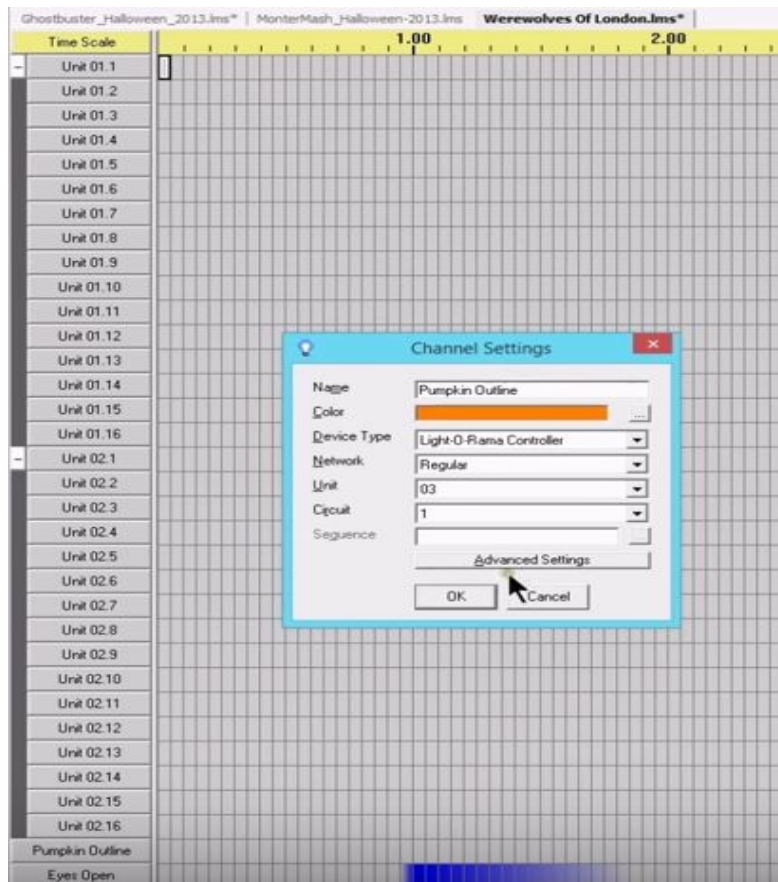 Ghostbuster_Halloween_2013.lms* | MonterMash_Halloween-2013.lms Werewolves Of London.lms*
Time Scale 1.00 2.00
Unit 01.1
Unit 01.2
Unit 01.3
Unit 01.4
Unit 01.5
Unit 01.6
Unit 01.7
Unit 01.8
Unit 01.9
Unit 01.10
Unit 01.11
Unit 01.12
Unit 01.13
Unit 01.14
Unit 01.15
Unit 01.16
Unit 02.1
Unit 02.2
Unit 02.3
Unit 02.4
Unit 02.5
Unit 02.6
Unit 02.7
Unit 02.8
Unit 02.9
Unit 02.10
Unit 02.11
Unit 02.12
Unit 02.13
Unit 02.14
Unit 02.15
Unit 02.16
Pumpkin Outline
Eyes Open
Channel Settings
Name Pumpkin Outline
Color ...
Device Type Light-O-Rama Controller
Network Regular
Unit 03
Circuit 1
Sequence
Advanced Settings
OK Cancel